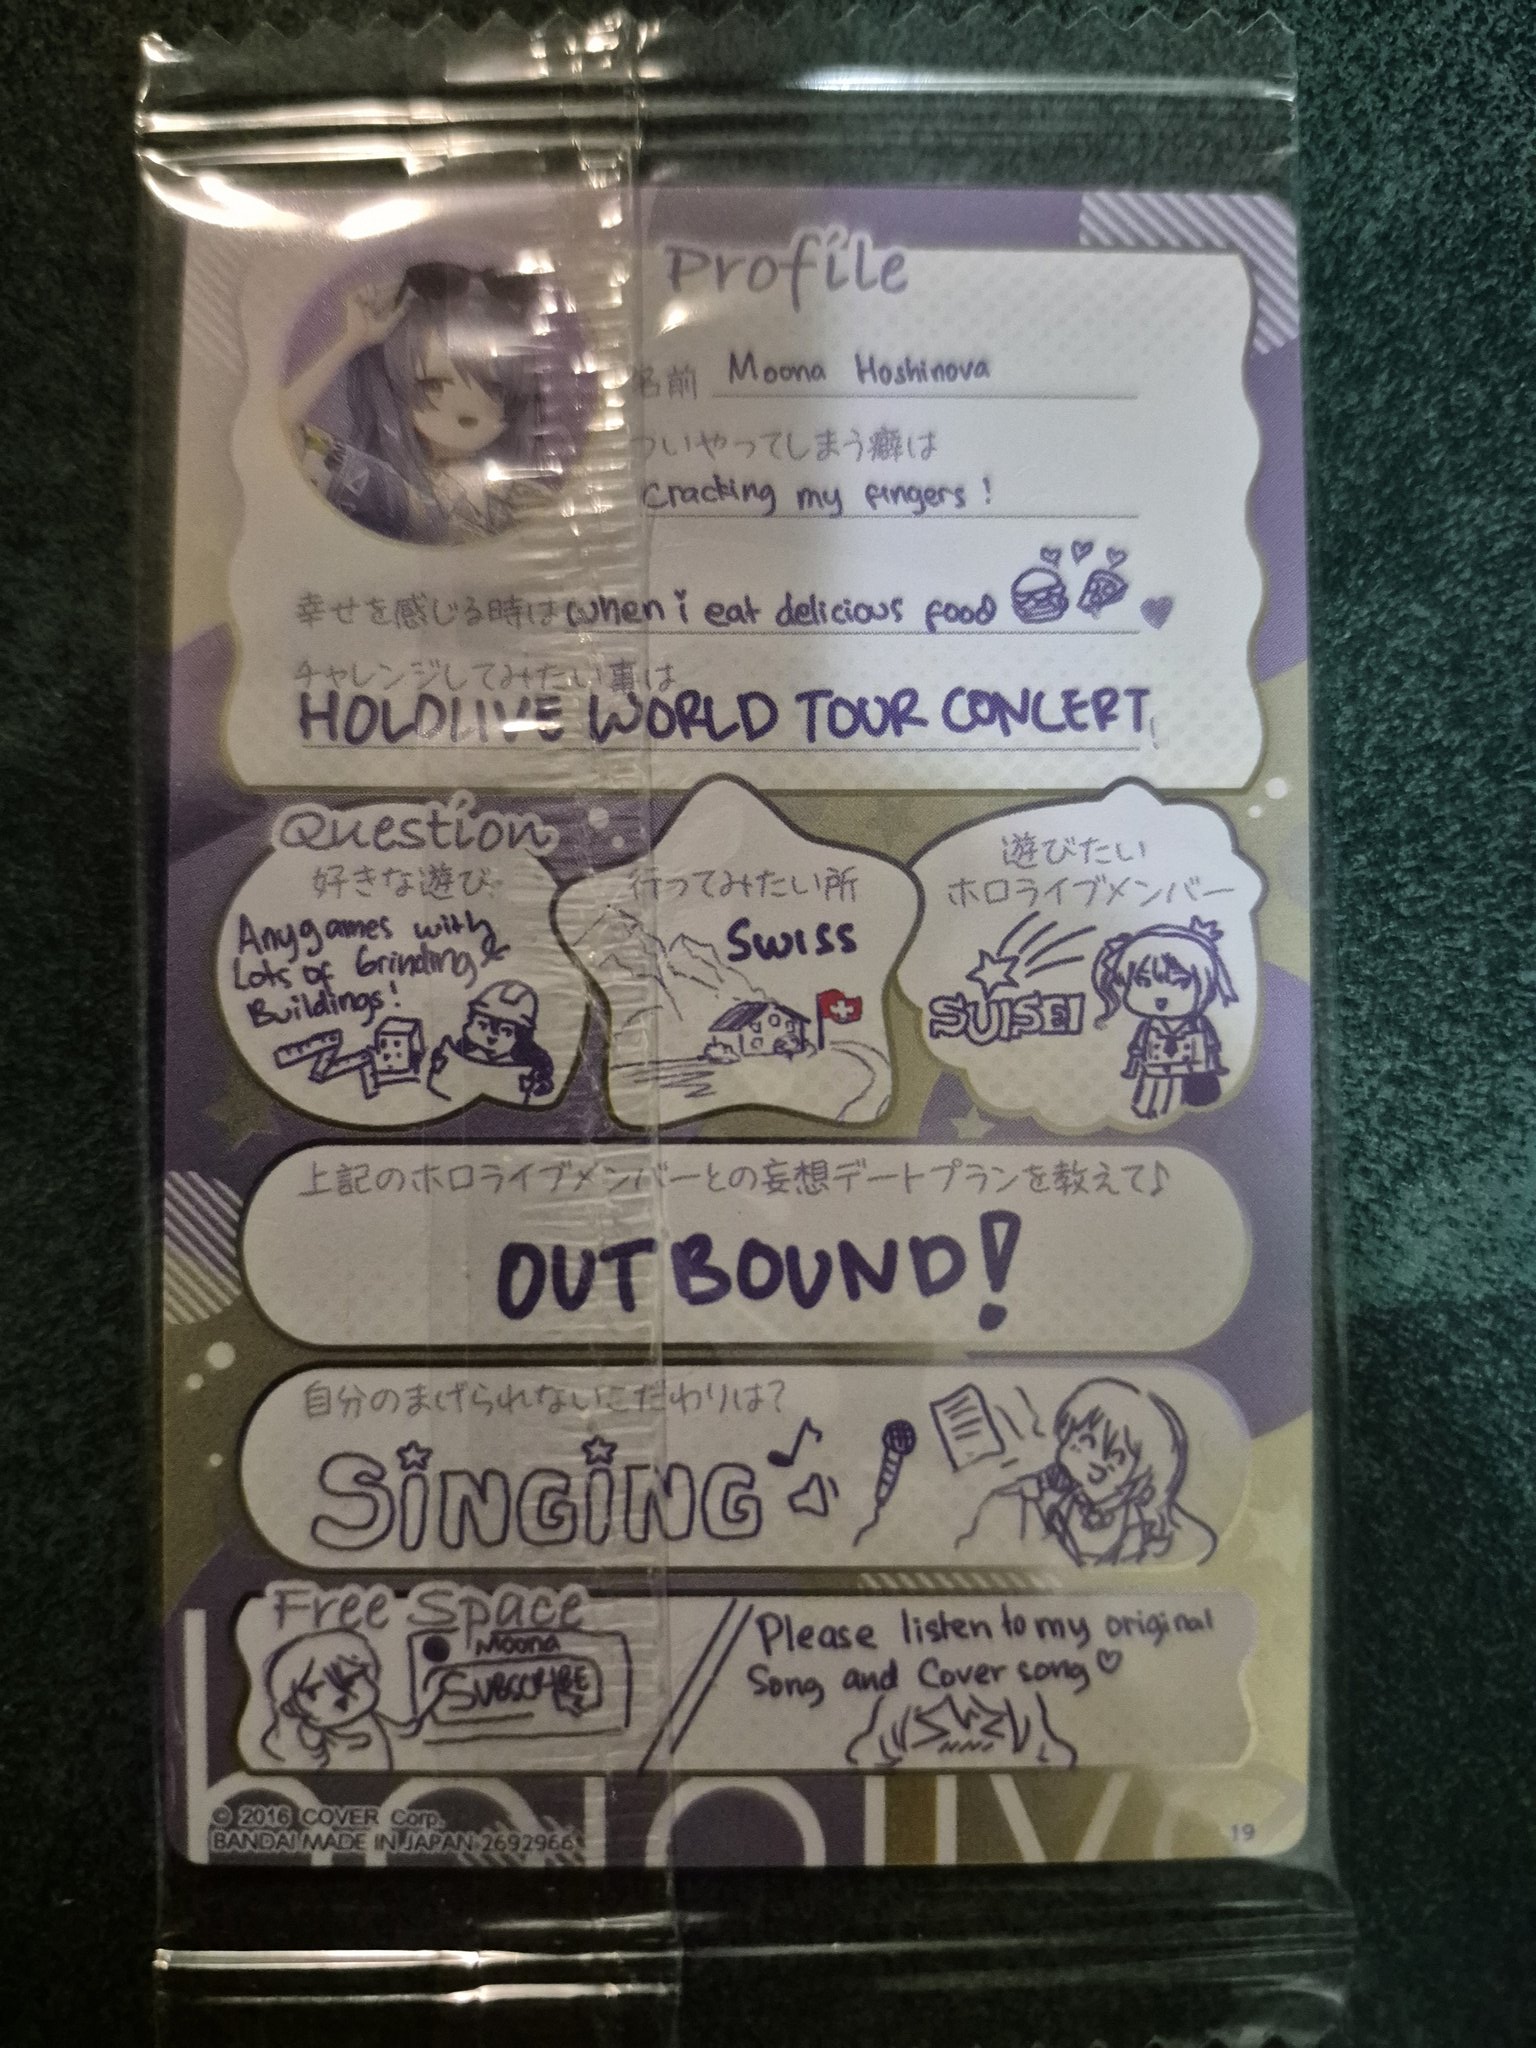 Profile
名前 Moona Hoshinova
ついやってしまう癖は
cracking my fingers!
幸せを感じる時は when i eat delicious food
チャレンジしてみたい事は
HOLOLIVE WORLD TOUR CONCERT!
Question
好きな遊び
Any games with
Lots of Grinding &
Buildings!
行ってみたい所
SWISS
遊びたい
ホロライブメンバー
SUISEI
上記のホロライブメンバーとの妄想デートプランを教えて♪
OUTBOUND!
自分のまげられないこだわりは?
SiNGiNG
Free Space
Moona
SUBSCRIBE
Please listen to my original
Song and Cover song ♡
hololive
© 2016 COVER Corp.
BANDAI MADE IN JAPAN 2692966
19